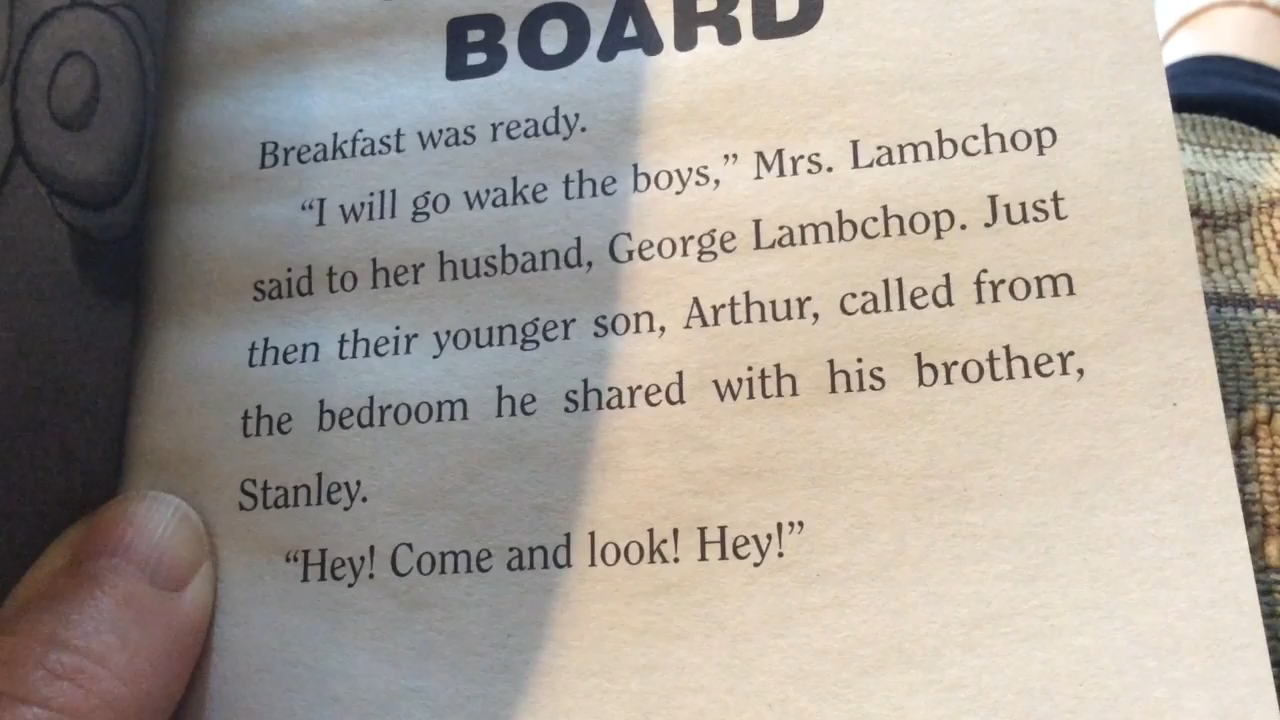 BOARD
Breakfast was ready.
“I will go wake the boys,” Mrs. Lambchop
said to her husband, George Lambchop. Just
then their younger son, Arthur, called from
the bedroom he shared with his brother,
Stanley.
“Hey! Come and look! Hey!”